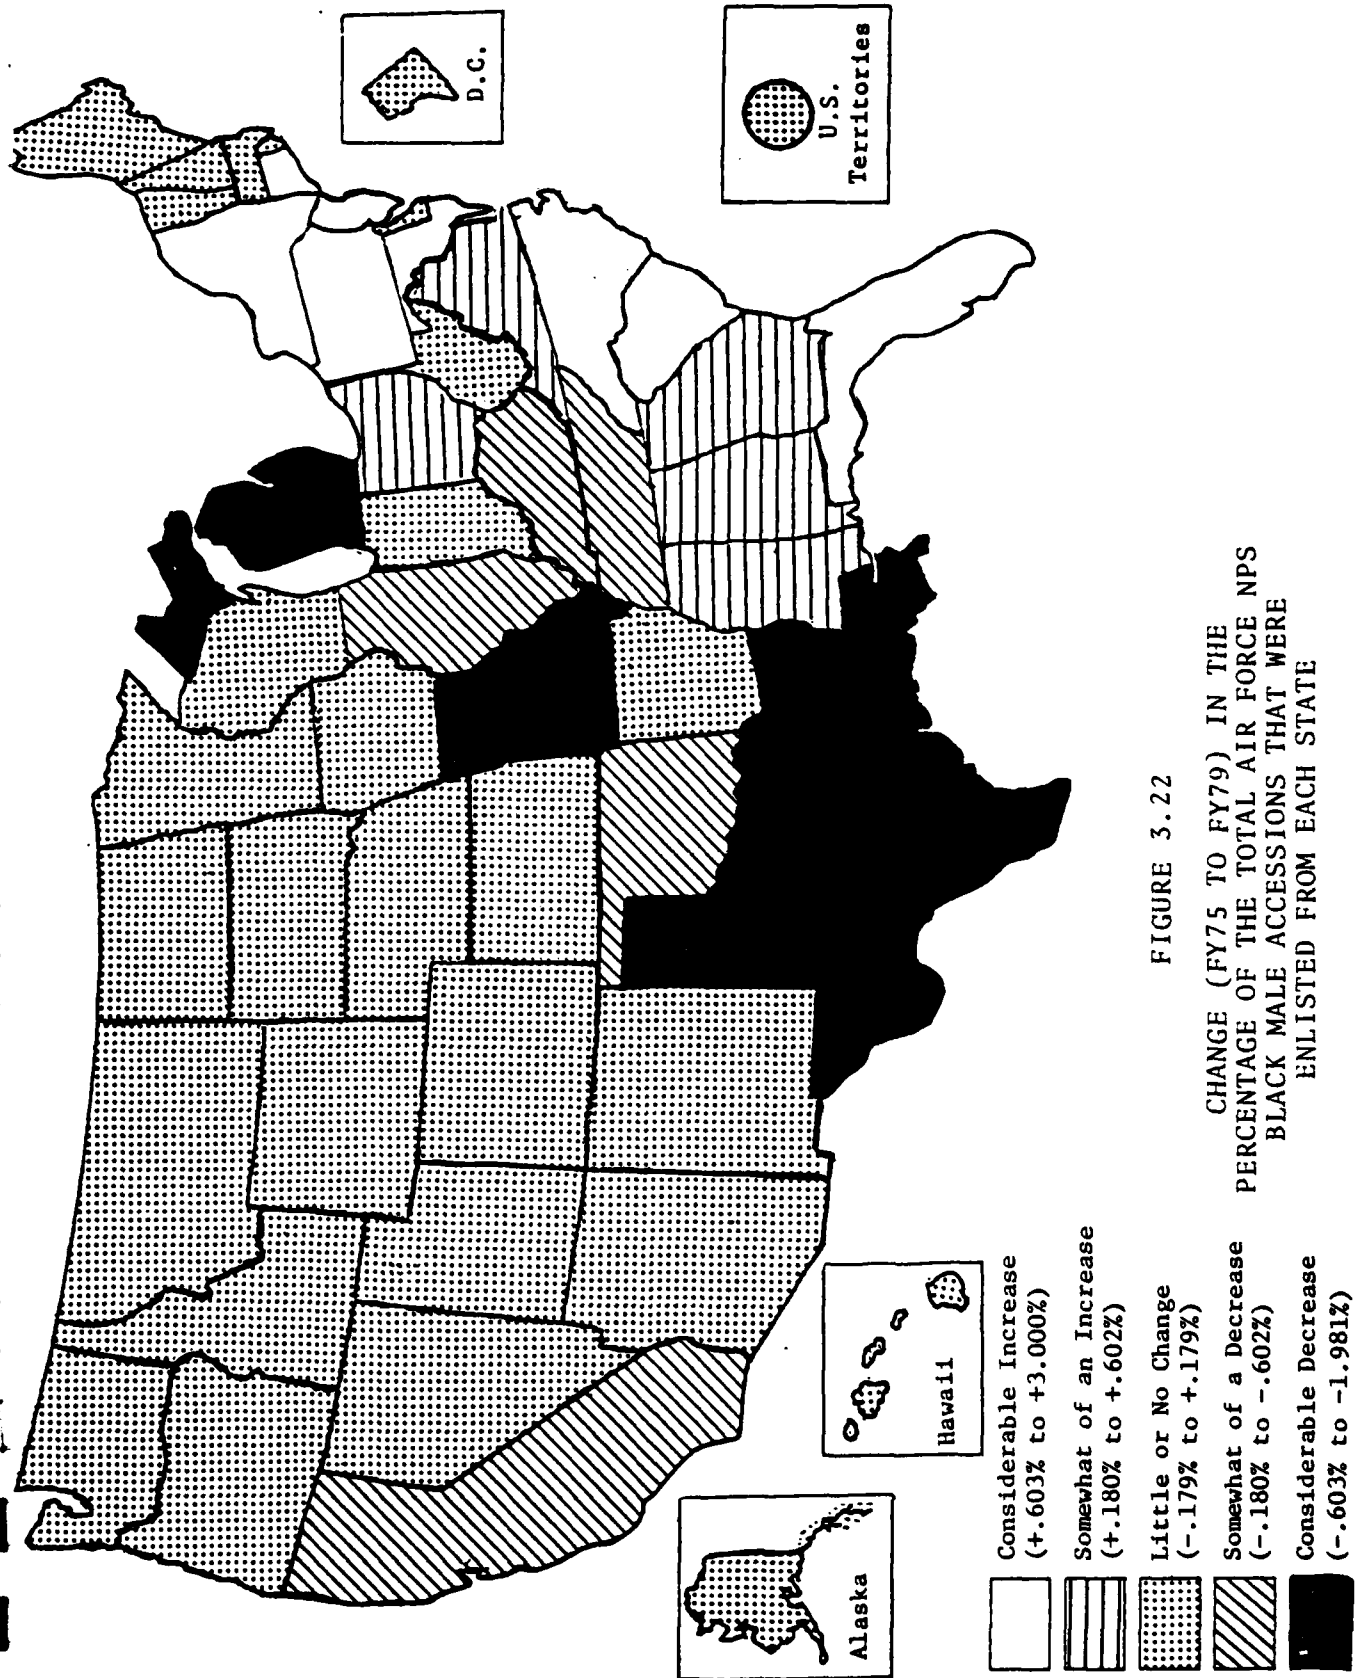 D.C.
U.S.
Territories
Alaska
Hawaii
Considerable Increase
(+.603% to +3.000%)
Somewhat of an Increase
(+.180% to +.602%)
Little or No Change
(-.179% to +.179%)
Somewhat of a Decrease
(-.180% to -.602%)
Considerable Decrease
(-.603% to -1.981%)
FIGURE 3.22
CHANGE (FY75 TO FY79) IN THE
PERCENTAGE OF THE TOTAL AIR FORCE NPS
BLACK MALE ACCESSIONS THAT WERE
ENLISTED FROM EACH STATE